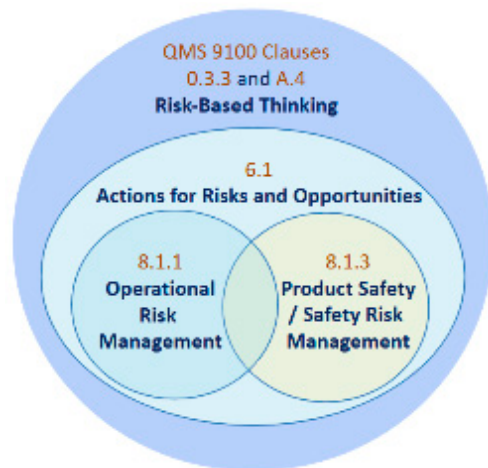 QMS 9100 Clauses
0.3.3 and A.4
Risk-Based Thinking
6.1
Actions for Risks and Opportunities
8.1.1
Operational
Risk
Management
8.1.3
Product Safety
/ Safety Risk
Management